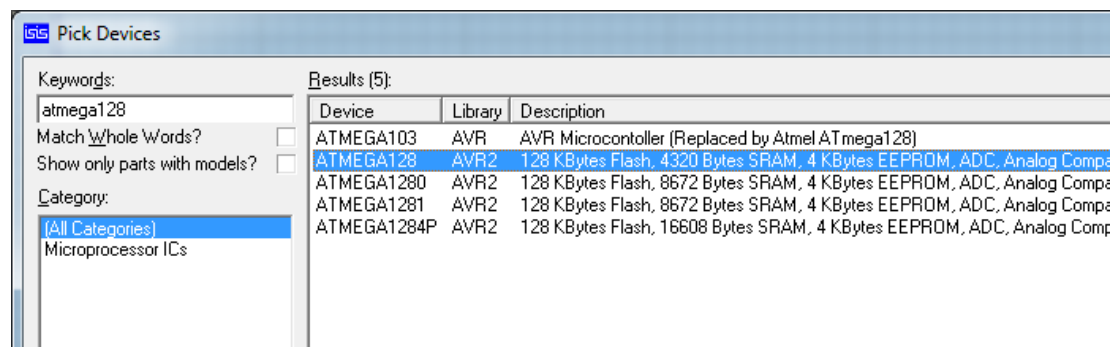 isis Pick Devices
Keywords:
atmega128
Match Whole Words?
Show only parts with models?
Category:
(All Categories)
Microprocessor ICs
Results (5):
Device Library Description
ATMEGA103 AVR AVR Microcontoller (Replaced by Atmel ATmega128)
ATMEGA128 AVR2 128 KBytes Flash, 4320 Bytes SRAM, 4 KBytes EEPROM, ADC, Analog Compa
ATMEGA1280 AVR2 128 KBytes Flash, 8672 Bytes SRAM, 4 KBytes EEPROM, ADC, Analog Compa
ATMEGA1281 AVR2 128 KBytes Flash, 8672 Bytes SRAM, 4 KBytes EEPROM, ADC, Analog Compa
ATMEGA1284P AVR2 128 KBytes Flash, 16608 Bytes SRAM, 4 KBytes EEPROM, ADC, Analog Comp